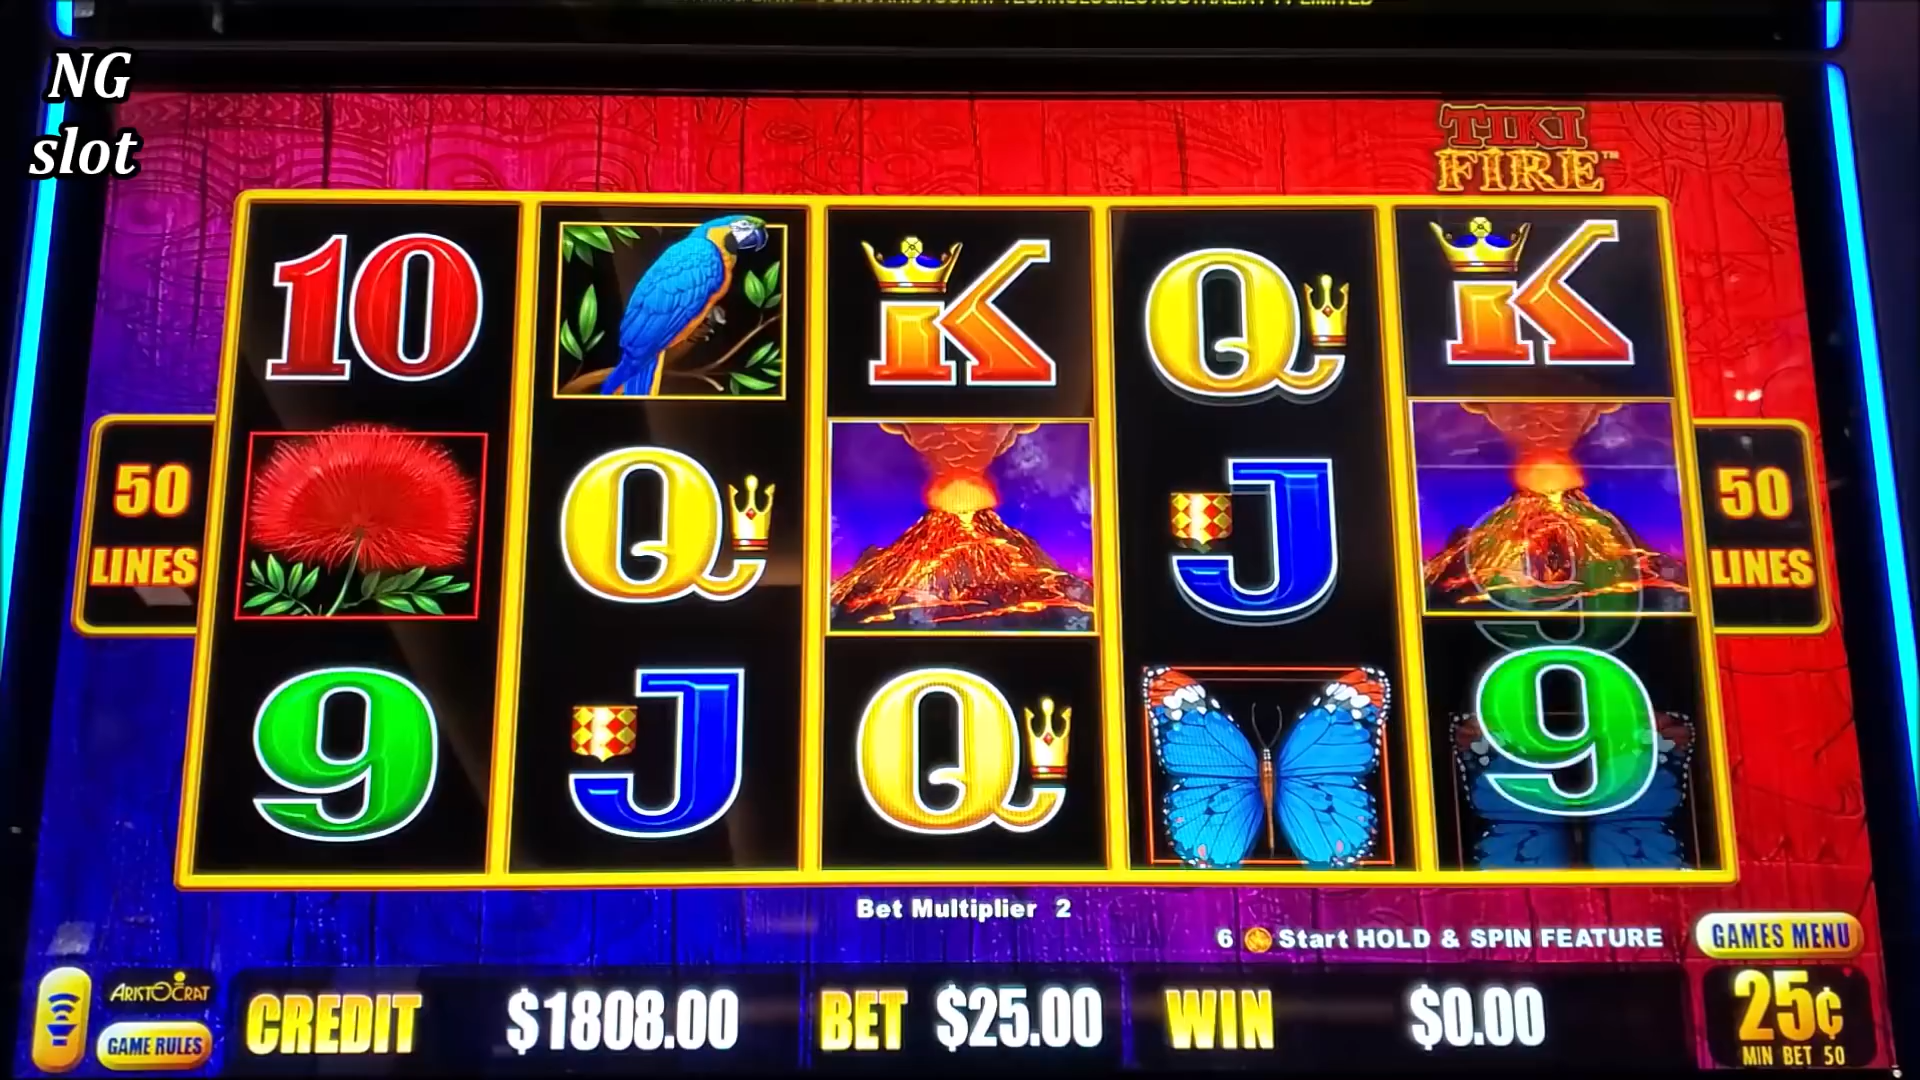 NG
slot
TIKI
FIRE™
10
K
Q
K
50
LINES
Q
J
50
LINES
9
J
Q
9
Bet Multiplier 2
6 Start HOLD & SPIN FEATURE
GAMES MENU
ARISTOCRAT
GAME RULES
CREDIT $1808.00 BET $25.00 WIN $0.00
25¢
MIN BET 50